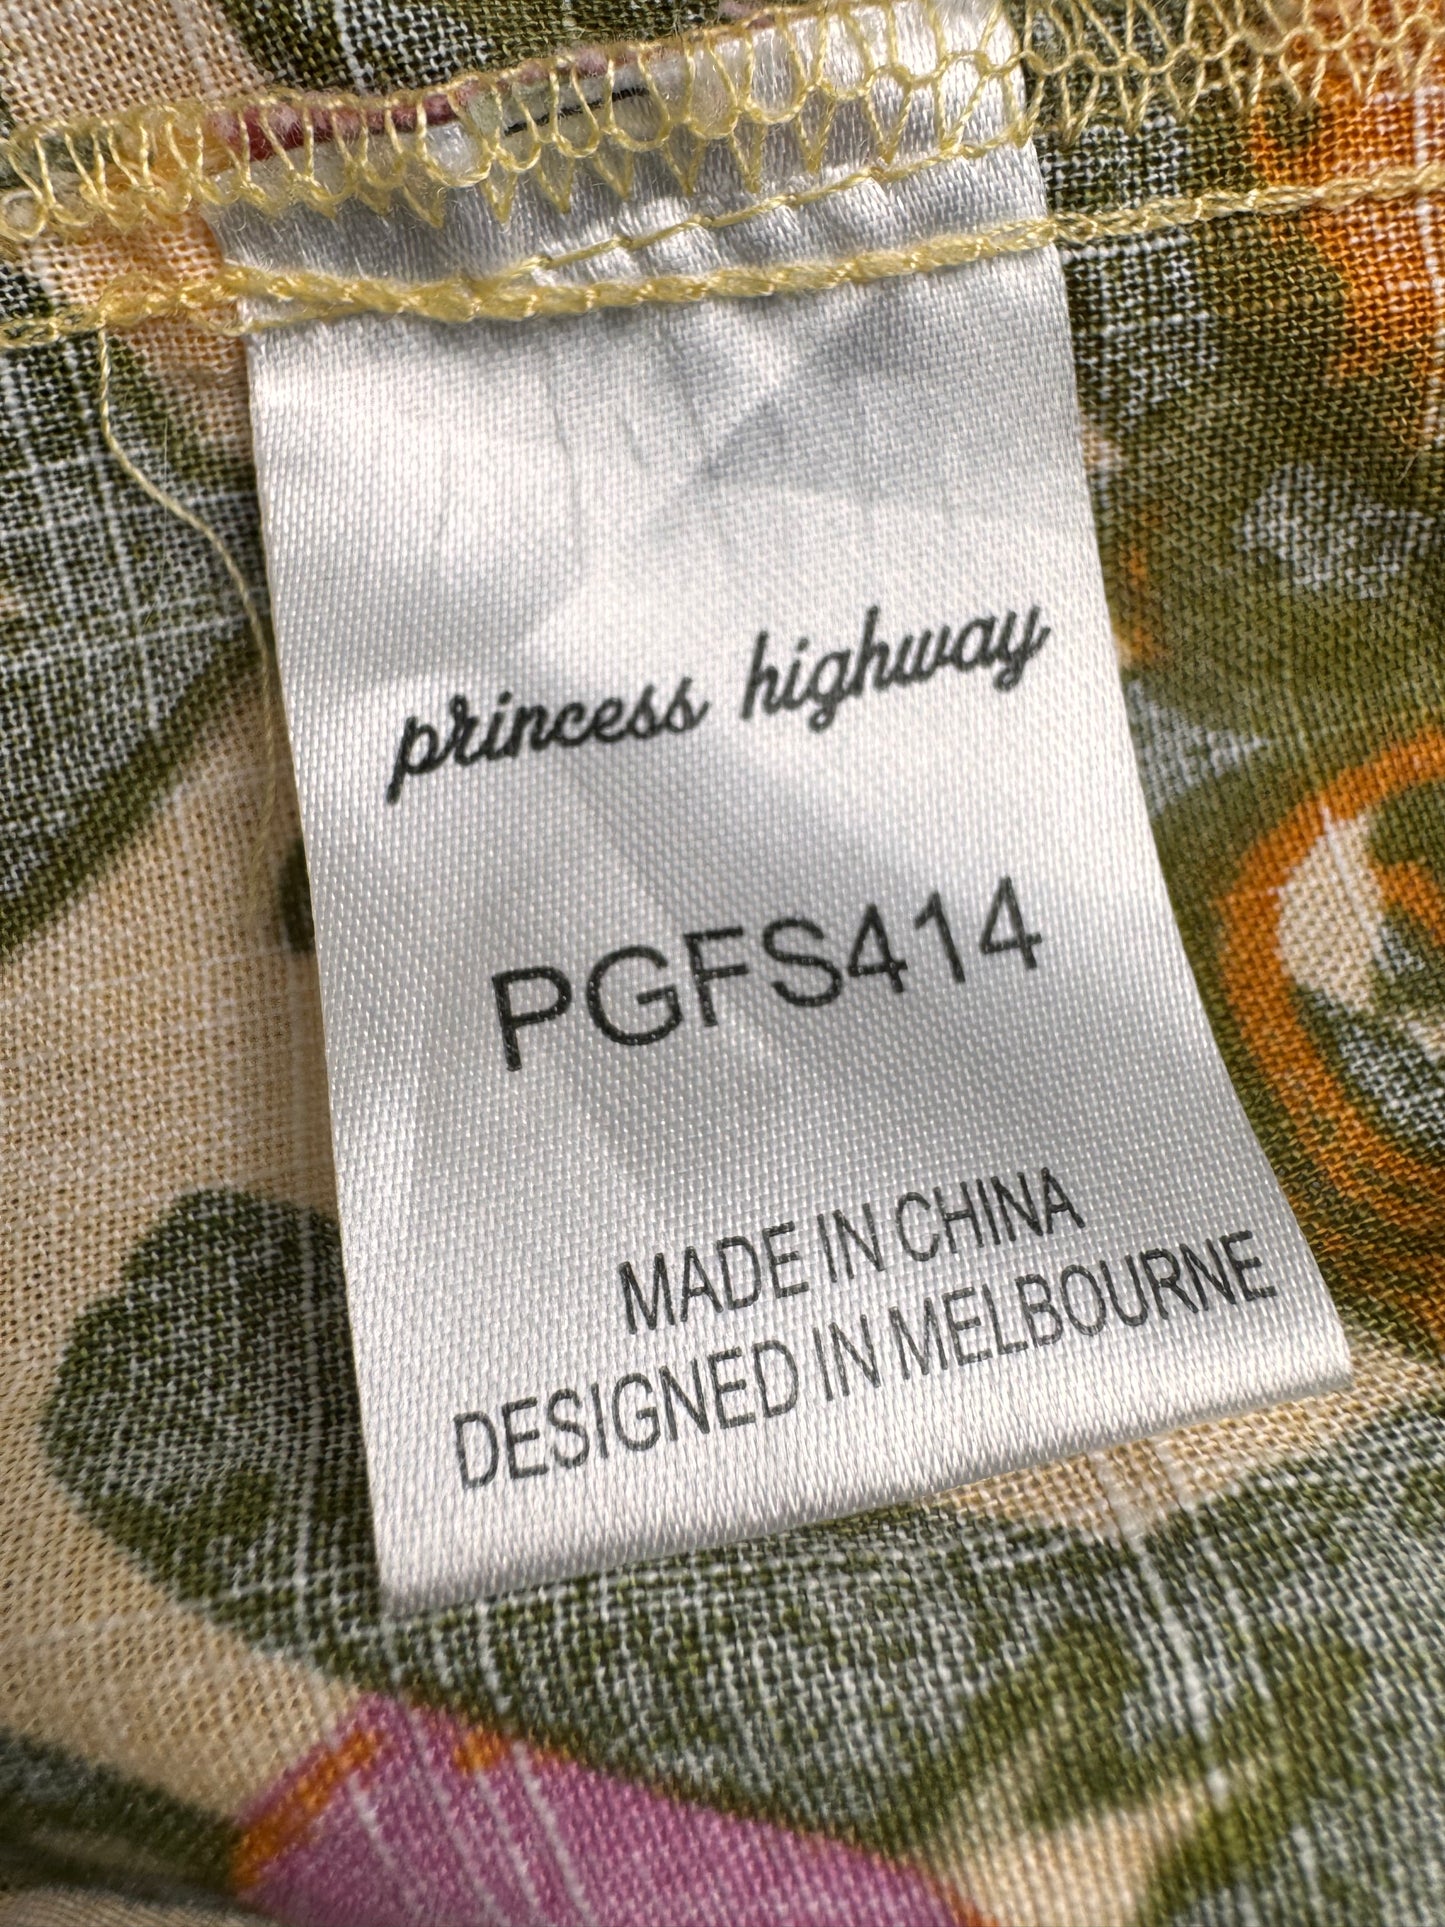 princess highway
PGFS414
MADE IN CHINA
DESIGNED IN MELBOURNE